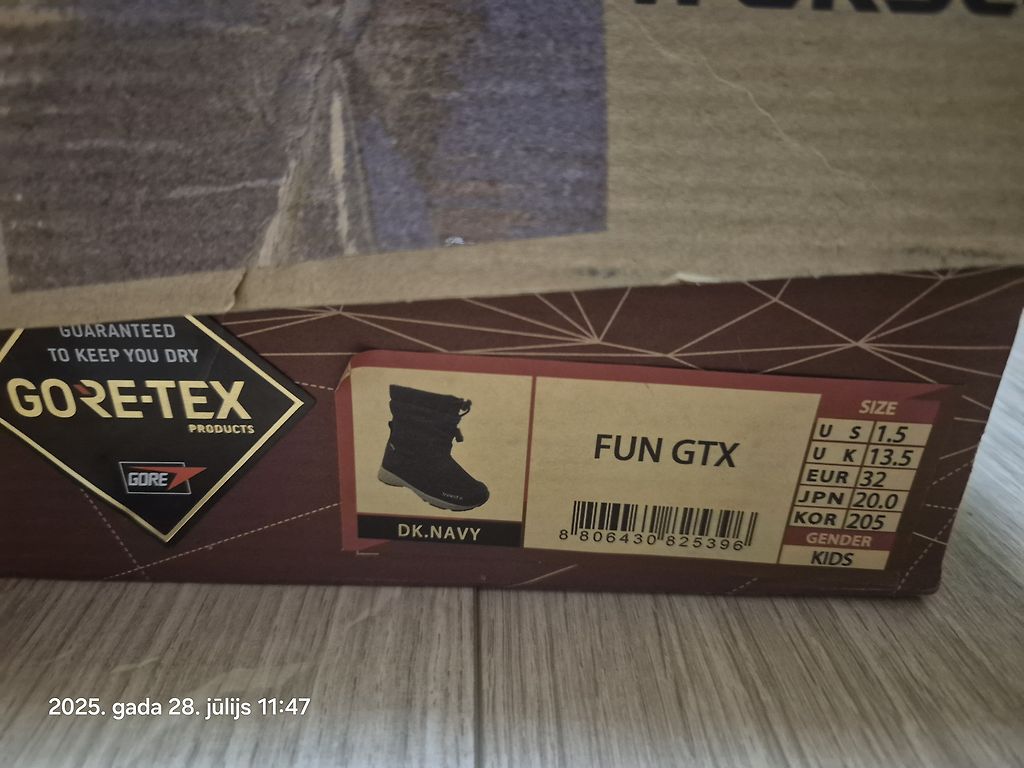 GUARANTEED
TO KEEP YOU DRY
GORE-TEX
PRODUCTS
GORE
DK.NAVY
FUN GTX
8 806430 825396
SIZE
U S 1.5
U K 13.5
EUR 32
JPN 20.0
KOR 205
GENDER
KIDS
2025. gada 28. jūlijs 11:47